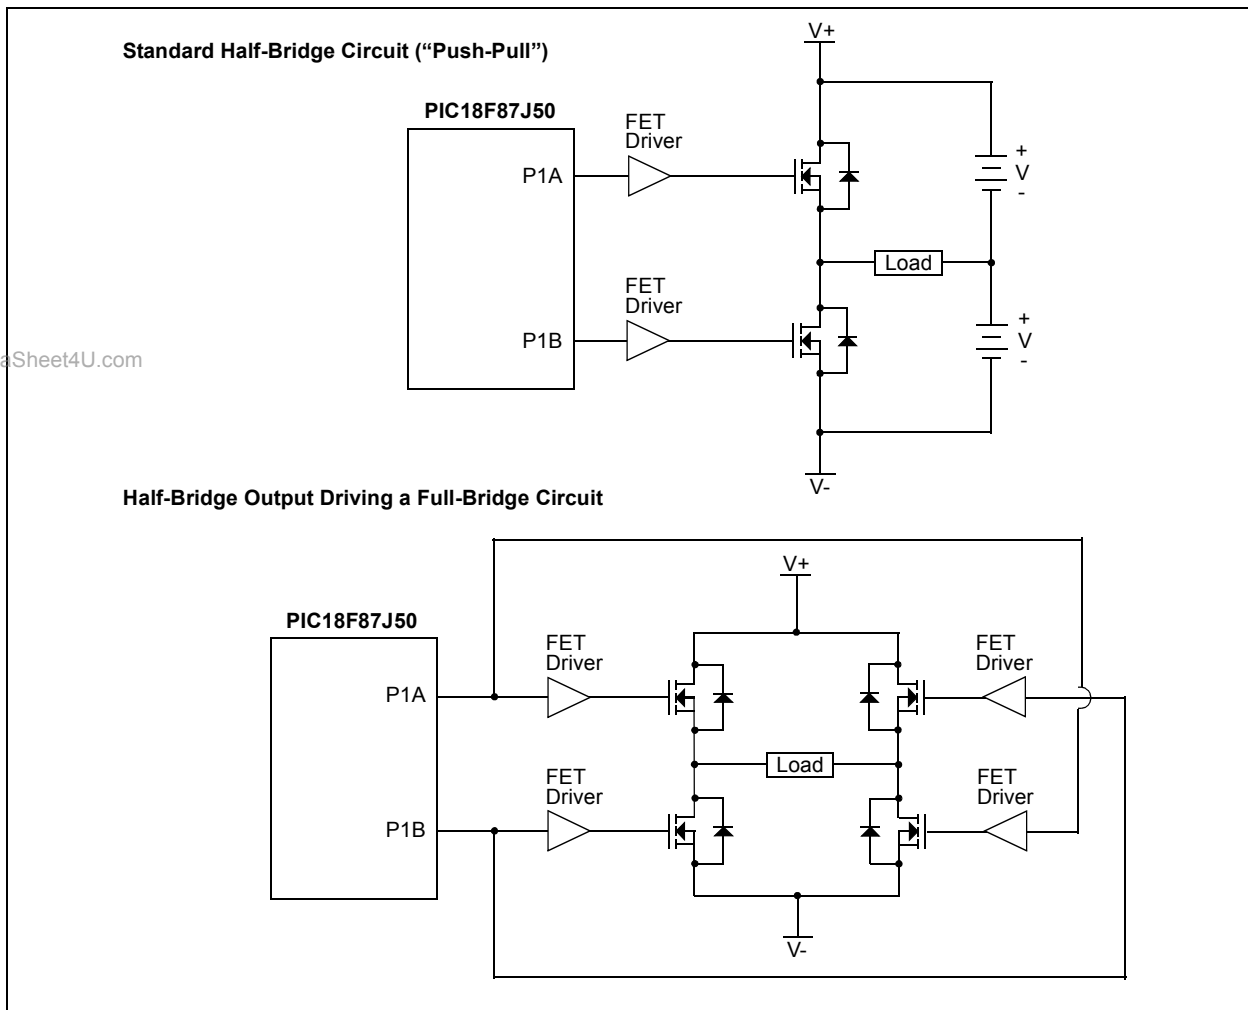 Standard Half-Bridge Circuit (“Push-Pull”)
V+
PIC18F87J50
FET
Driver
P1A
+
V
-
Load
FET
Driver
P1B
+
V
-
aSheet4U.com
V-
Half-Bridge Output Driving a Full-Bridge Circuit
V+
PIC18F87J50
FET
Driver
FET
Driver
P1A
Load
FET
Driver
FET
Driver
P1B
V-